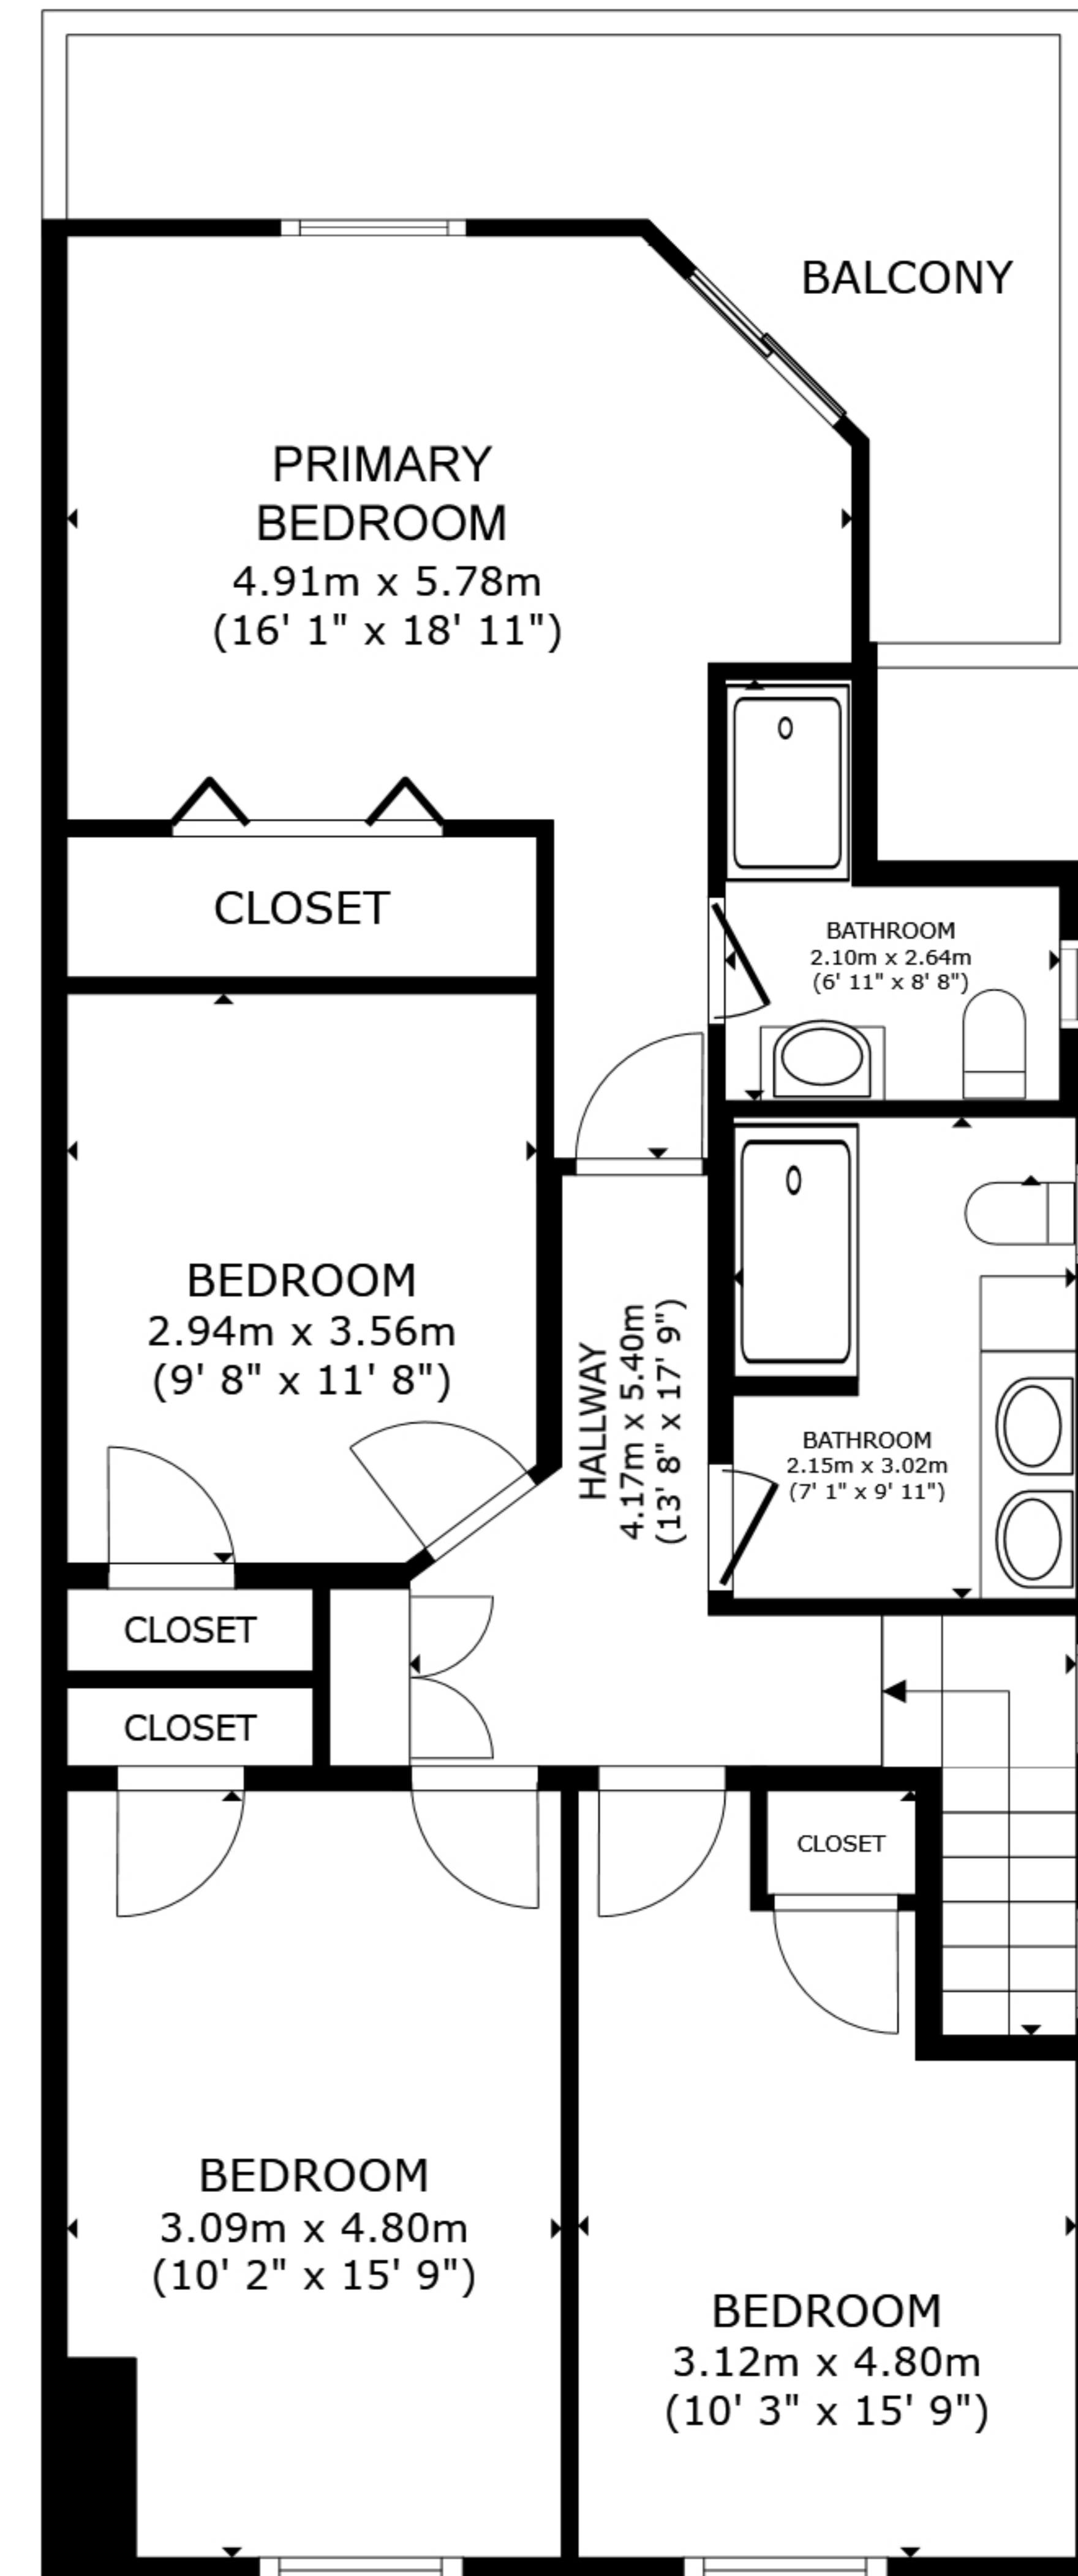 BALCONY
PRIMARY
BEDROOM
4.91m x 5.78m
(16' 1" x 18' 11")
CLOSET
BATHROOM
2.10m x 2.64m
(6' 11" x 8' 8")
BEDROOM
2.94m x 3.56m
(9' 8" x 11' 8")
HALLWAY
4.17m x 5.40m
(13' 8" x 17' 9")
BATHROOM
2.15m x 3.02m
(7' 1" x 9' 11")
CLOSET
CLOSET
CLOSET
BEDROOM
3.09m x 4.80m
(10' 2" x 15' 9")
BEDROOM
3.12m x 4.80m
(10' 3" x 15' 9")